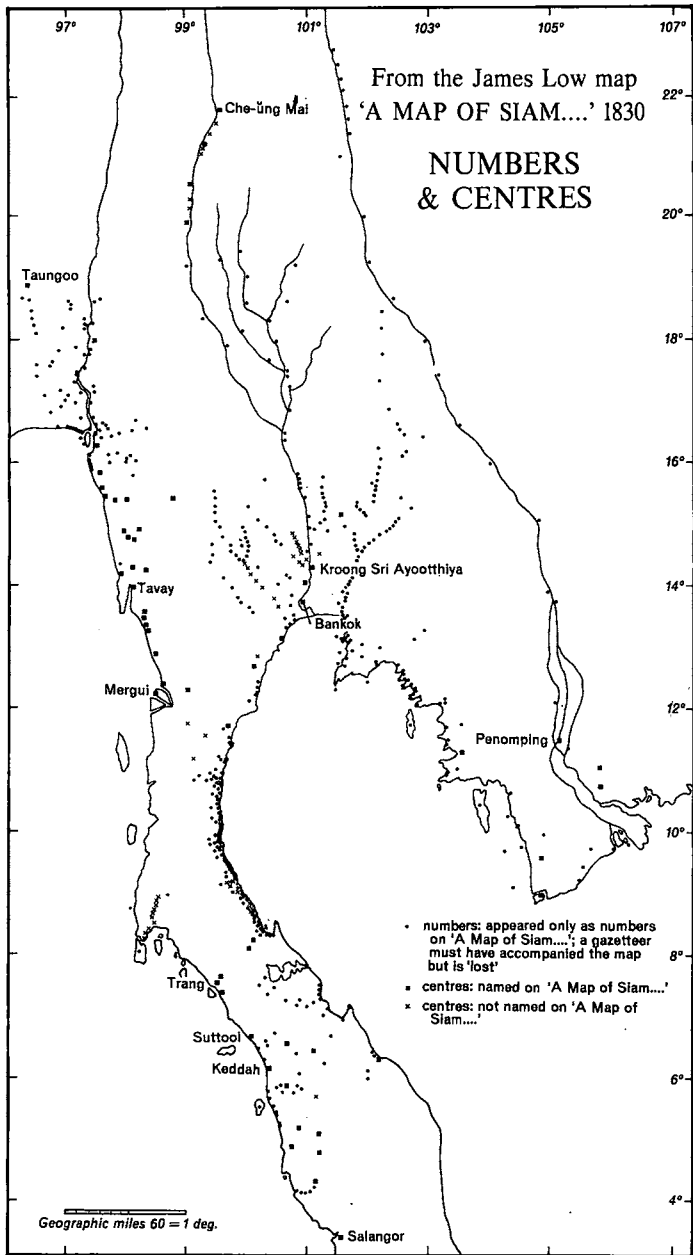 97° 99° 101° 103° 105° 107°
From the James Low map
'A MAP OF SIAM....' 1830
NUMBERS
& CENTRES
22°
Che-üng Mai
20°
Taungoo
18°
16°
Kroong Sri Ayootthiya
14°
Tavay
Bankok
Mergui
12°
Penomping
10°
• numbers: appeared only as numbers
on 'A Map of Siam....'; a gazetteer
must have accompanied the map
but is 'lost'
8°
■ centres: named on 'A Map of Siam....'
× centres: not named on 'A Map of
Siam....'
Trang
Suttool
Keddah
6°
4°
Geographic miles 60 = 1 deg.
Salangor